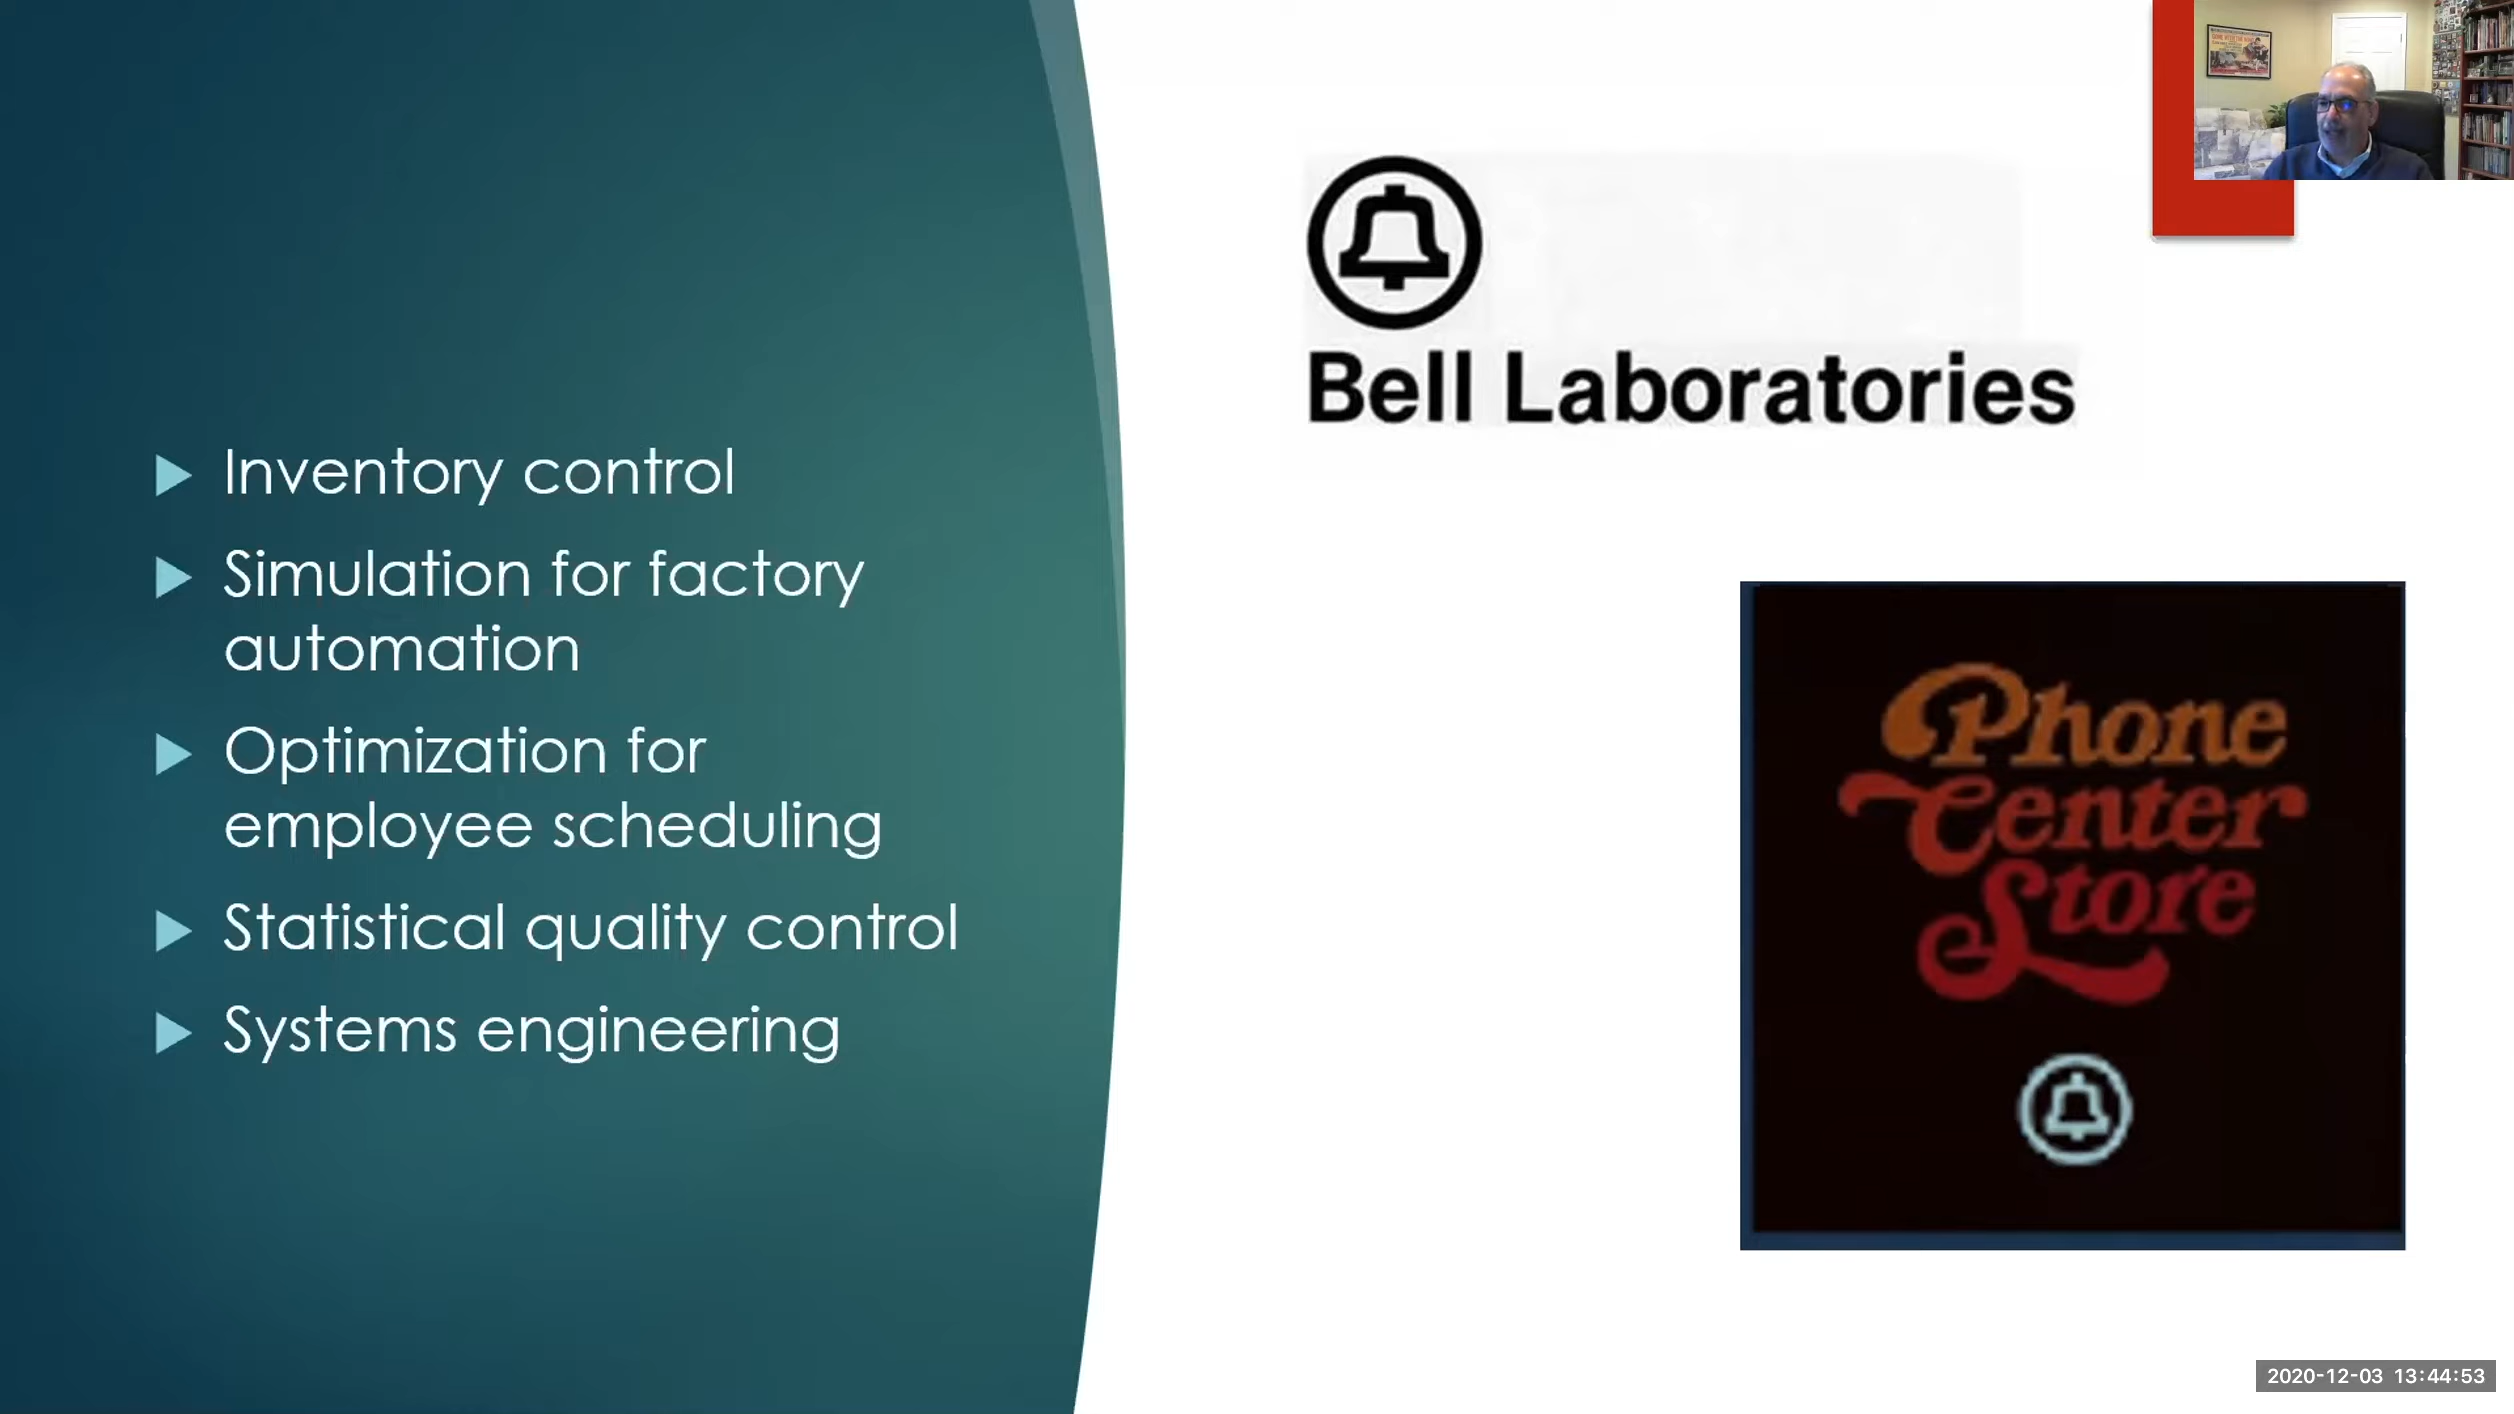 Bell Laboratories
Inventory control
Simulation for factory
automation
Optimization for
employee scheduling
Statistical quality control
Systems engineering
Phone
Center
Store
2020-12-03 13:44:53